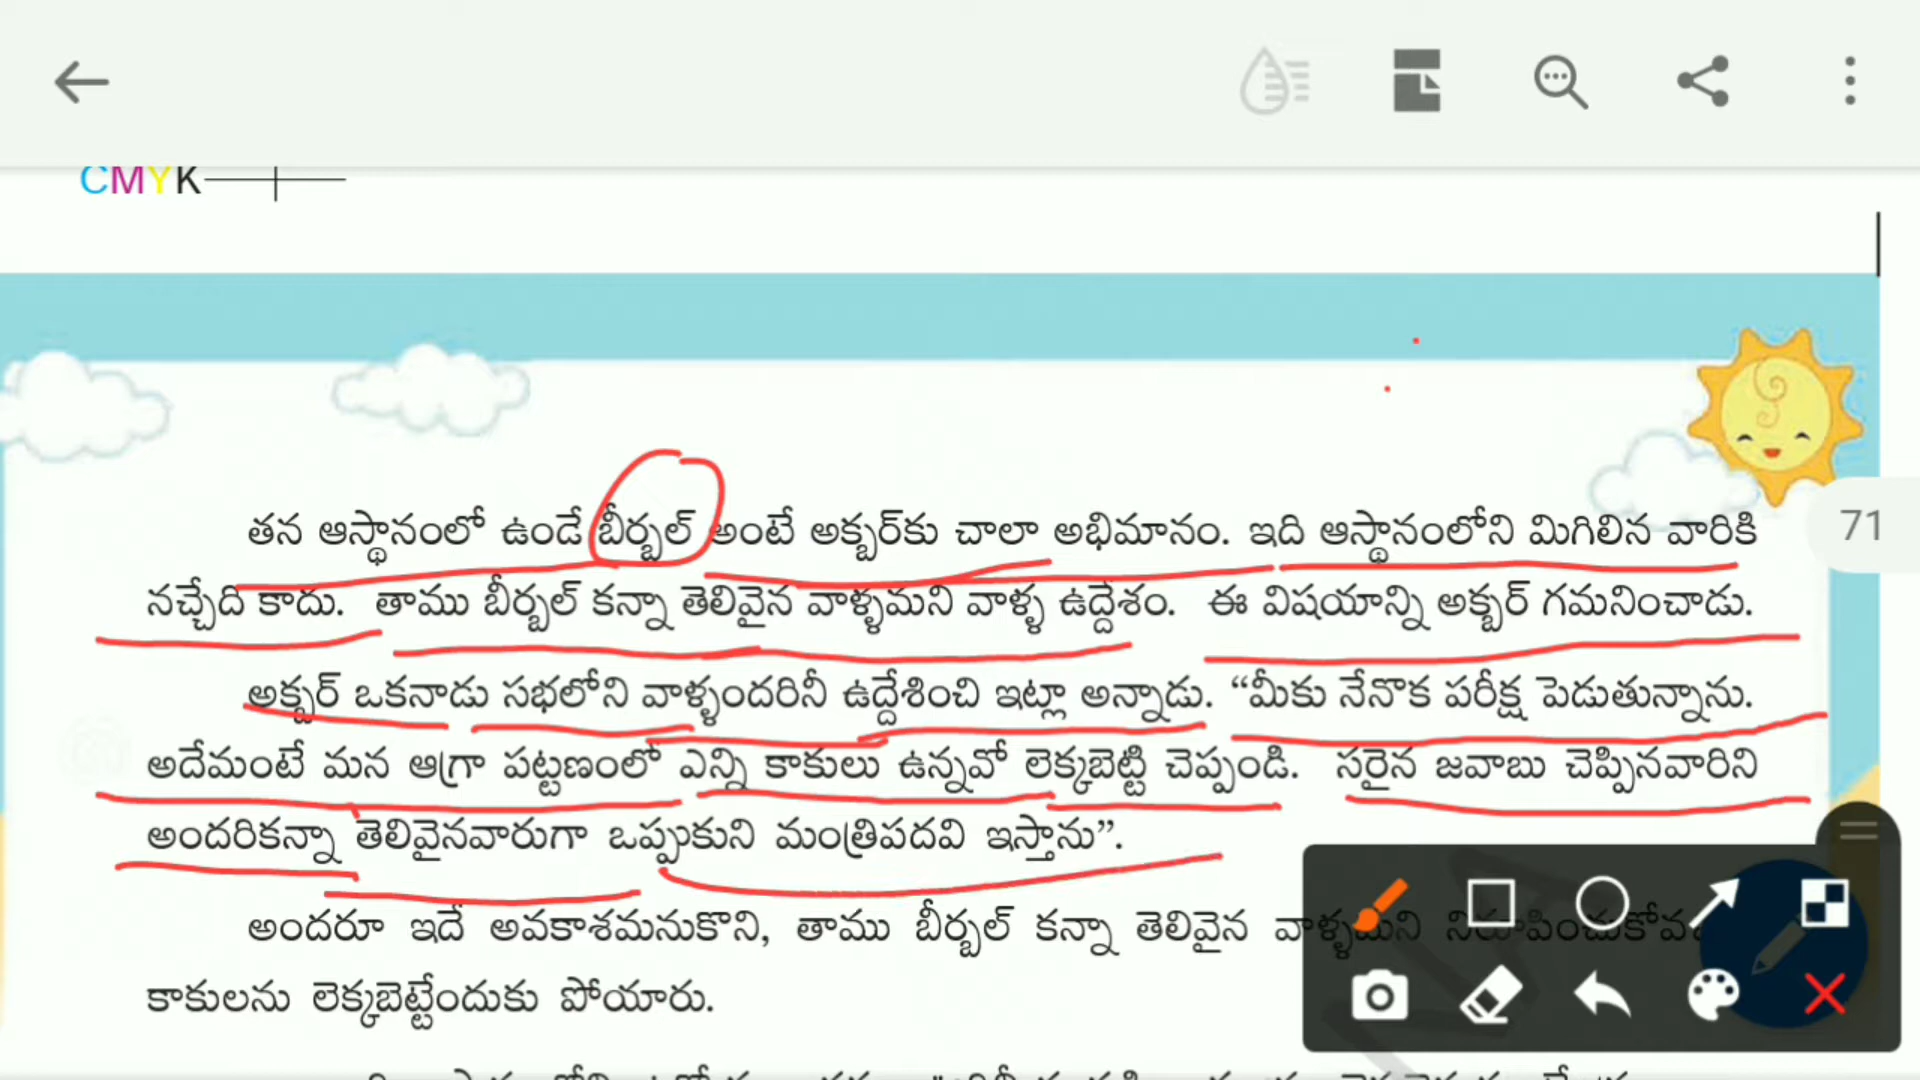 CMYK
తన ఆస్థానంలో ఉండే బీర్బల్ అంటే అక్బర్‌కు చాలా అభిమానం. ఇది ఆస్థానంలోని మిగిలిన వారికి
71
నచ్చేది కాదు. తాము బీర్బల్ కన్నా తెలివైన వాళ్ళమని వాళ్ళ ఉద్దేశం. ఈ విషయాన్ని అక్బర్ గమనించాడు.
అక్బర్ ఒకనాడు సభలోని వాళ్ళందరినీ ఉద్దేశించి ఇట్లా అన్నాడు. “మీకు నేనొక పరీక్ష పెడుతున్నాను.
అదేమంటే మన ఆగ్రా పట్టణంలో ఎన్ని కాకులు ఉన్నవో లెక్కబెట్టి చెప్పండి. సరైన జవాబు చెప్పినవారిని
అందరికన్నా తెలివైనవారుగా ఒప్పుకుని మంత్రిపదవి ఇస్తాను”.
అందరూ ఇదే అవకాశమనుకొని, తాము బీర్బల్ కన్నా తెలివైన వాళ్ళమని
కాకులను లెక్కబెట్టేందుకు పోయారు.